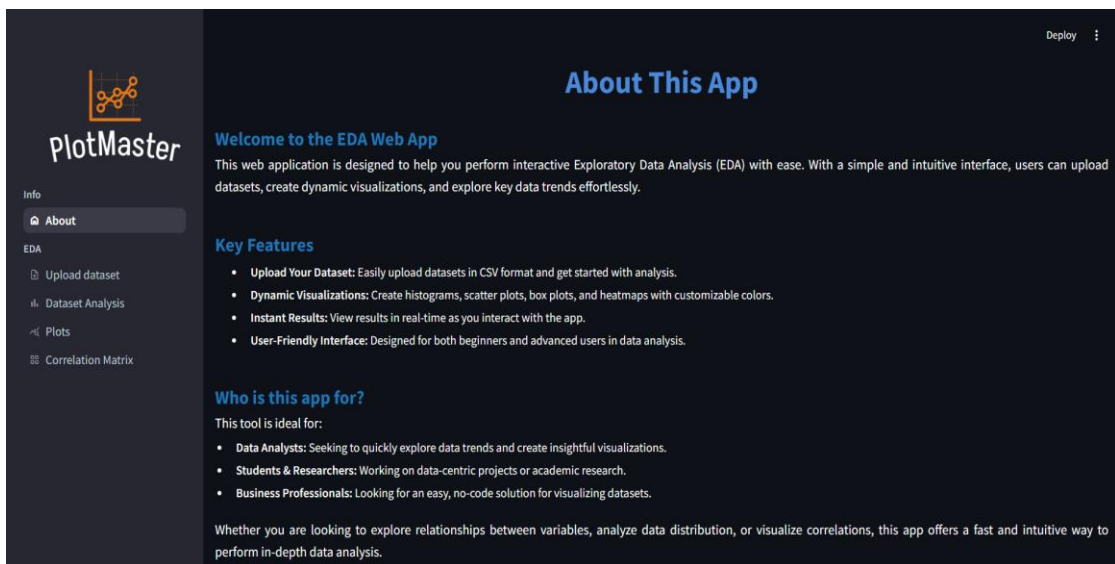 Deploy
PlotMaster
Info
About
EDA
Upload dataset
Dataset Analysis
Plots
Correlation Matrix
About This App
Welcome to the EDA Web App
This web application is designed to help you perform interactive Exploratory Data Analysis (EDA) with ease. With a simple and intuitive interface, users can upload
datasets, create dynamic visualizations, and explore key data trends effortlessly.
Key Features
• Upload Your Dataset: Easily upload datasets in CSV format and get started with analysis.
• Dynamic Visualizations: Create histograms, scatter plots, box plots, and heatmaps with customizable colors.
• Instant Results: View results in real-time as you interact with the app.
• User-Friendly Interface: Designed for both beginners and advanced users in data analysis.
Who is this app for?
This tool is ideal for:
• Data Analysts: Seeking to quickly explore data trends and create insightful visualizations.
• Students & Researchers: Working on data-centric projects or academic research.
• Business Professionals: Looking for an easy, no-code solution for visualizing datasets.
Whether you are looking to explore relationships between variables, analyze data distribution, or visualize correlations, this app offers a fast and intuitive way to
perform in-depth data analysis.